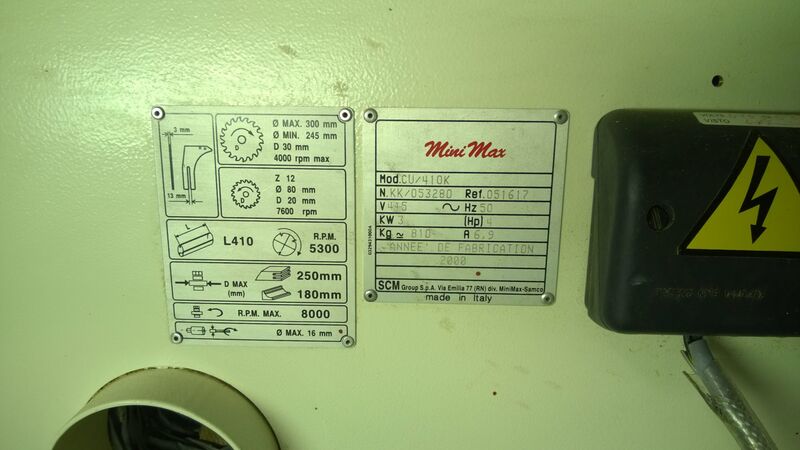 3 mm
13 mm
D
Ø MAX. 300 mm
Ø MIN. 245 mm
D 30 mm
4000 rpm max
D
Z 12
Ø 80 mm
D 20 mm
7600 rpm
L
L410
R.P.M.
5300
D MAX
(mm)
250mm
180mm
R.P.M. MAX. 8000
Ø MAX. 16 mm
MiniMax
Mod.CU/410K
N.KK/053280 Ref.051617
V 415 Hz 50
KW 3 (Hp) 4
Kg ≃ 810 A 6,9
ANNEE' DE FABRICATION
2000
SCM Group S.p.A. Via Emilia 77 (RN) div. MiniMax-Samco
made in Italy
VISTO